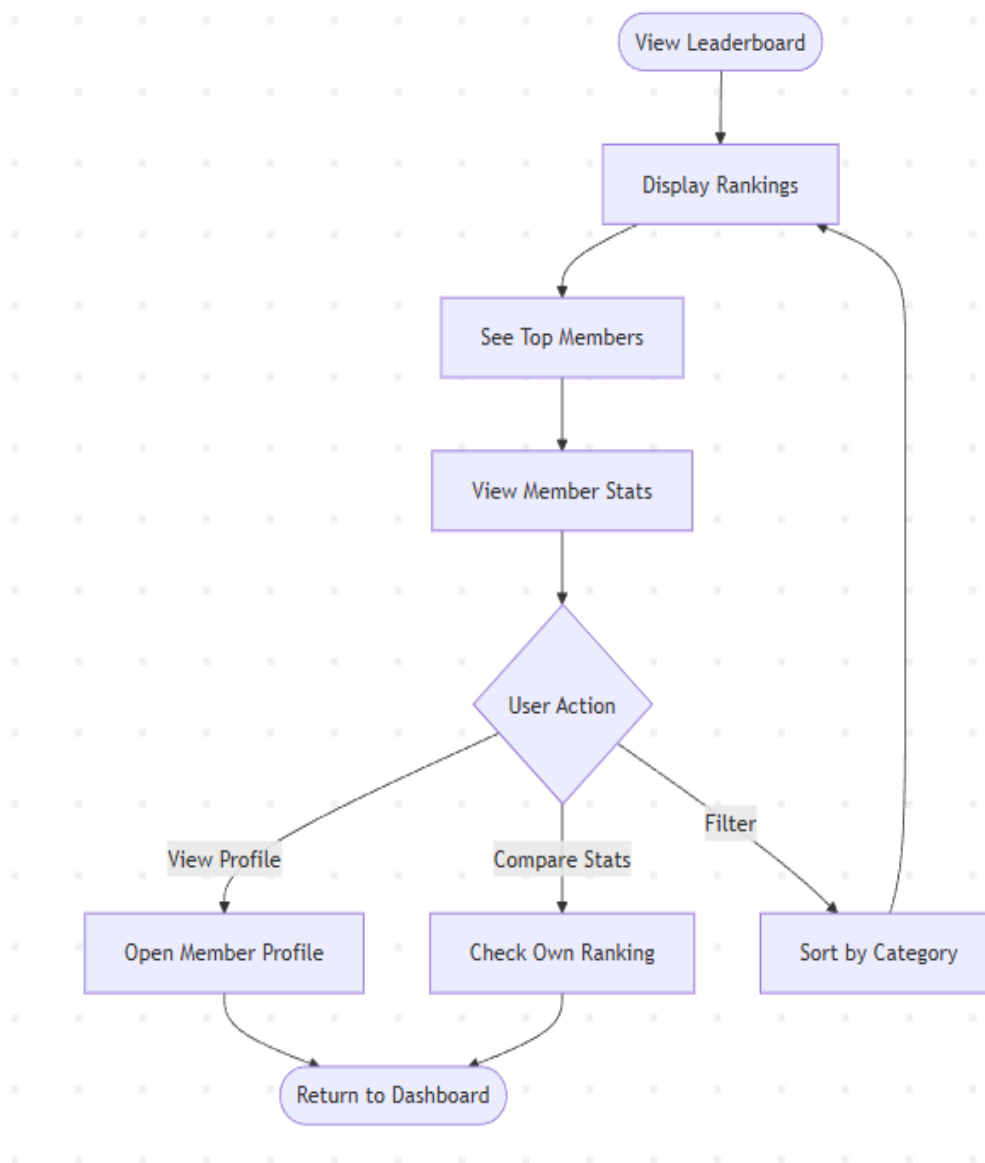 View Leaderboard
Display Rankings
See Top Members
View Member Stats
User Action
Filter
View Profile
Compare Stats
Open Member Profile
Check Own Ranking
Sort by Category
Return to Dashboard